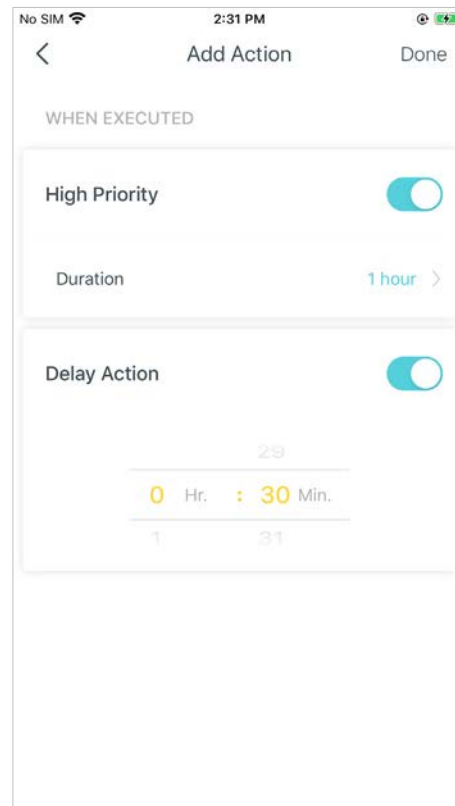 No SIM 2:31 PM
Add Action Done
WHEN EXECUTED
High Priority
Duration 1 hour
Delay Action
29
0 Hr. : 30 Min.
1 31